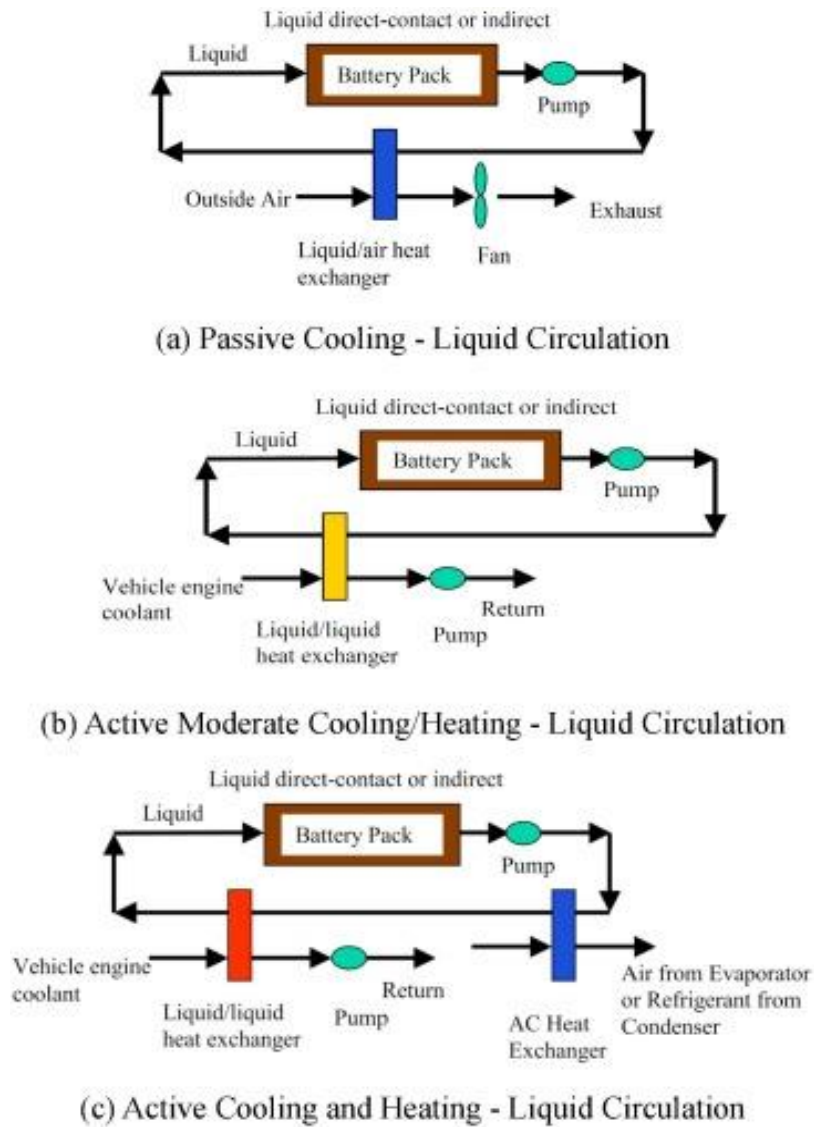 Liquid direct-contact or indirect
Liquid
Battery Pack
Pump
Outside Air
Exhaust
Liquid/air heat
exchanger
Fan
(a) Passive Cooling - Liquid Circulation
Liquid direct-contact or indirect
Liquid
Battery Pack
Pump
Vehicle engine
coolant
Return
Liquid/liquid
heat exchanger
Pump
(b) Active Moderate Cooling/Heating - Liquid Circulation
Liquid direct-contact or indirect
Liquid
Battery Pack
Pump
Vehicle engine
coolant
Return
Liquid/liquid
heat exchanger
Pump
AC Heat
Exchanger
Air from Evaporator
or Refrigerant from
Condenser
(c) Active Cooling and Heating - Liquid Circulation